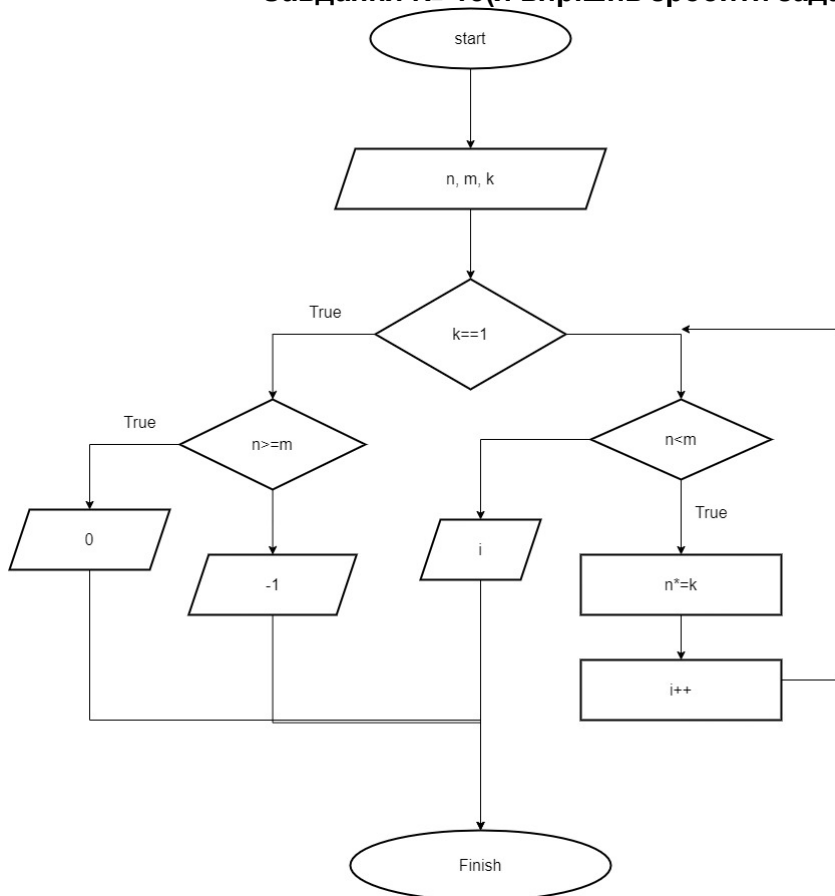 start
n, m, k
True
k==1
True
n>=m
n<m
True
0
i
-1
n*=k
i++
Finish